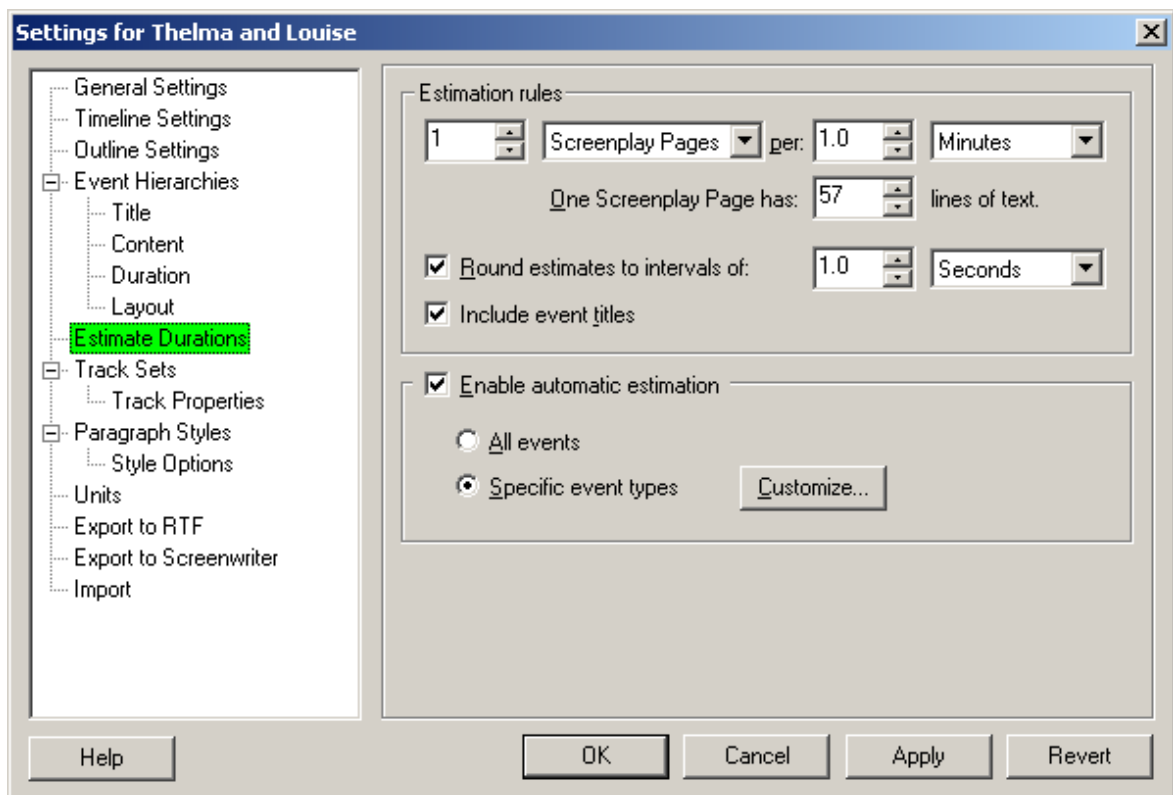 Settings for Thelma and Louise
General Settings
Timeline Settings
Outline Settings
Event Hierarchies
Title
Content
Duration
Layout
Estimate Durations
Track Sets
Track Properties
Paragraph Styles
Style Options
Units
Export to RTF
Export to Screenwriter
Import
Estimation rules
1 Screenplay Pages per: 1.0 Minutes
One Screenplay Page has: 57 lines of text.
Round estimates to intervals of: 1.0 Seconds
Include event titles
Enable automatic estimation
All events
Specific event types Customize...
Help OK Cancel Apply Revert